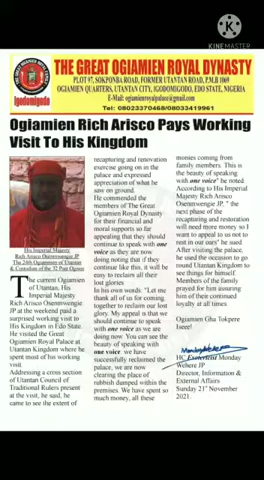 KINEMASTER
THE GREAT OGIAMIEN ROYAL DYNASTY
PLOT 97, SOKPONBA ROAD, FORMER UTANTAN ROAD, P.M.B 1009
OGIAMIEN QUARTERS, UTANTAN CITY, IGODOMIGODO, EDO STATE, NIGERIA
E-Mail: ogiamienroyalpalace@gmail.com
Igodomigodo
Tel: 08023370468/08033419961
Ogiamien Rich Arisco Pays Working
Visit To His Kingdom
His Imperial Majesty
Rich Arisco Osemwengie JP
The 24th Ogiamien of Utantan
& Custodian of the 32 Pati Ogiso
The current Ogiamien
of Utantan, His
Imperial Majesty
Rich Arisco Osemwengie
JP at the weekend paid a
surprised working visit to
His Kingdom in Edo State.
He visited the Great
Ogiamien Royal Palace at
Utantan Kingdom where he
spent most of his working
visit.
Addressing a cross section
of Utantan Council of
Traditional Rulers present
at the visit, he said, he
came to see the extent of
recapturing and renovation
exercise going on in the
palace and expressed
appreciation of what he
saw on ground.
He commended the
members of The Great
Ogiamien Royal Dynasty
for their financial and
moral supports so far
appealing that they should
continue to speak with one
voice as they are now
doing noting that if they
continue like this, it will be
easy to reclaim all their
lost glories
In his own words: "Let me
thank all of us for coming
together to reclaim our lost
glory. My appeal is that we
should continue to speak
with one voice as we are
doing now. You can see the
beauty of speaking with
one voice we have
successfully reclaimed the
palace, we are now
clearing the place of
rubbish dumped within the
premises. We have spent so
much money, all these
monies coming from
family members. This is
the beauty of speaking
with one voice" he noted.
According to His Imperial
Majesty Rich Arisco
Osemwengie JP, " the
next phase of the
recapturing and restoration
will need more money so I
want to appeal to us not to
rest in our oars" he sued
After visiting the palace,
he used the occasion to go
round Utantan Kingdom to
see things for himself.
Members of the family
prayed for him assuring
him of their continued
loyalty at all times
Ogiamien Gha Tokpere
Iseee!
HC Monday
JP
Director, Information &
External Affairs
Sunday 21st November
2021